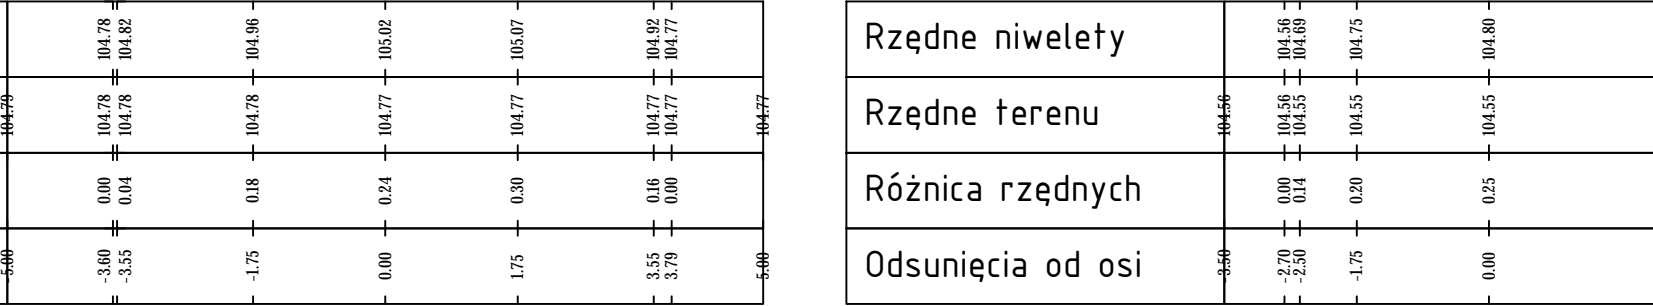 104.78 104.82 104.96 105.02 105.07 104.92 104.77
104.79 104.78 104.78 104.78 104.77 104.77 104.77 104.77 104.77
0.00 0.04 0.18 0.24 0.30 0.16 0.00
-5.00 -3.60 -3.55 -1.75 0.00 1.75 3.55 3.79 5.00
Rzędne niwelety 104.56 104.69 104.75 104.80
Rzędne terenu 104.56 104.56 104.55 104.55 104.55
Różnica rzędnych 0.00 0.14 0.20 0.25
Odsunięcia od osi -3.50 -2.70 -2.50 -1.75 0.00